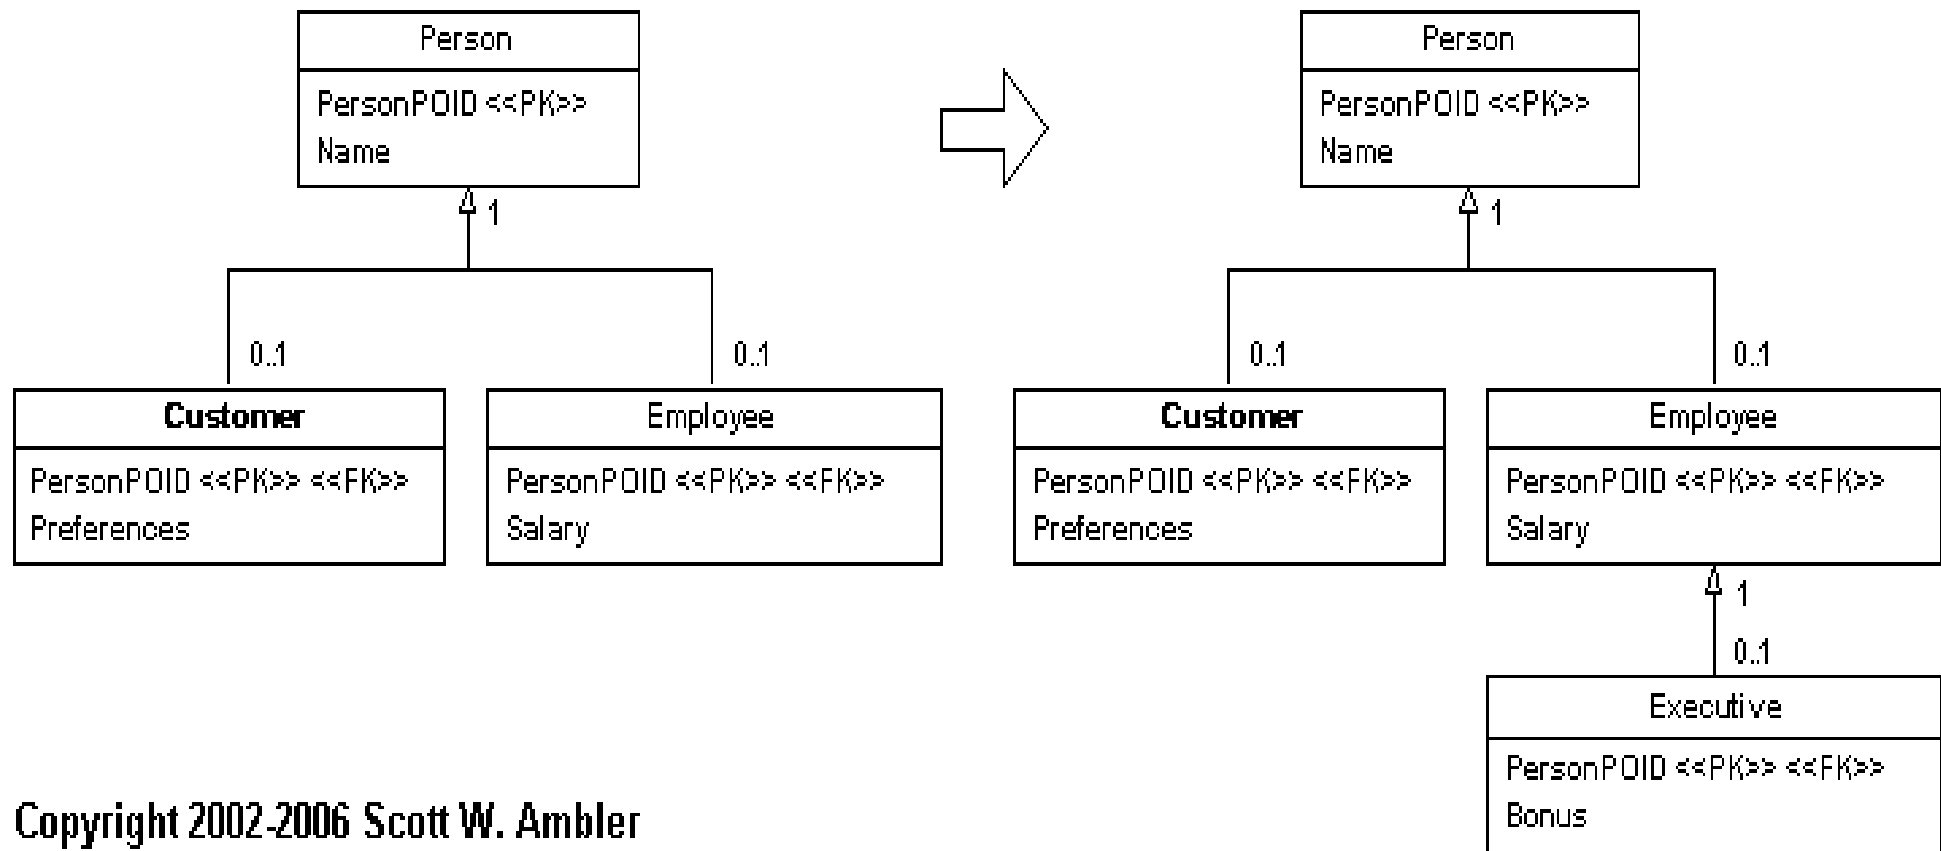 Person
PersonPOID <<PK>>
Name
1
0..1
0..1
Customer
PersonPOID <<PK>> <<FK>>
Preferences
Employee
PersonPOID <<PK>> <<FK>>
Salary
Person
PersonPOID <<PK>>
Name
1
0..1
0..1
Customer
PersonPOID <<PK>> <<FK>>
Preferences
Employee
PersonPOID <<PK>> <<FK>>
Salary
1
0..1
Executive
PersonPOID <<PK>> <<FK>>
Bonus
Copyright 2002-2006 Scott W. Ambler